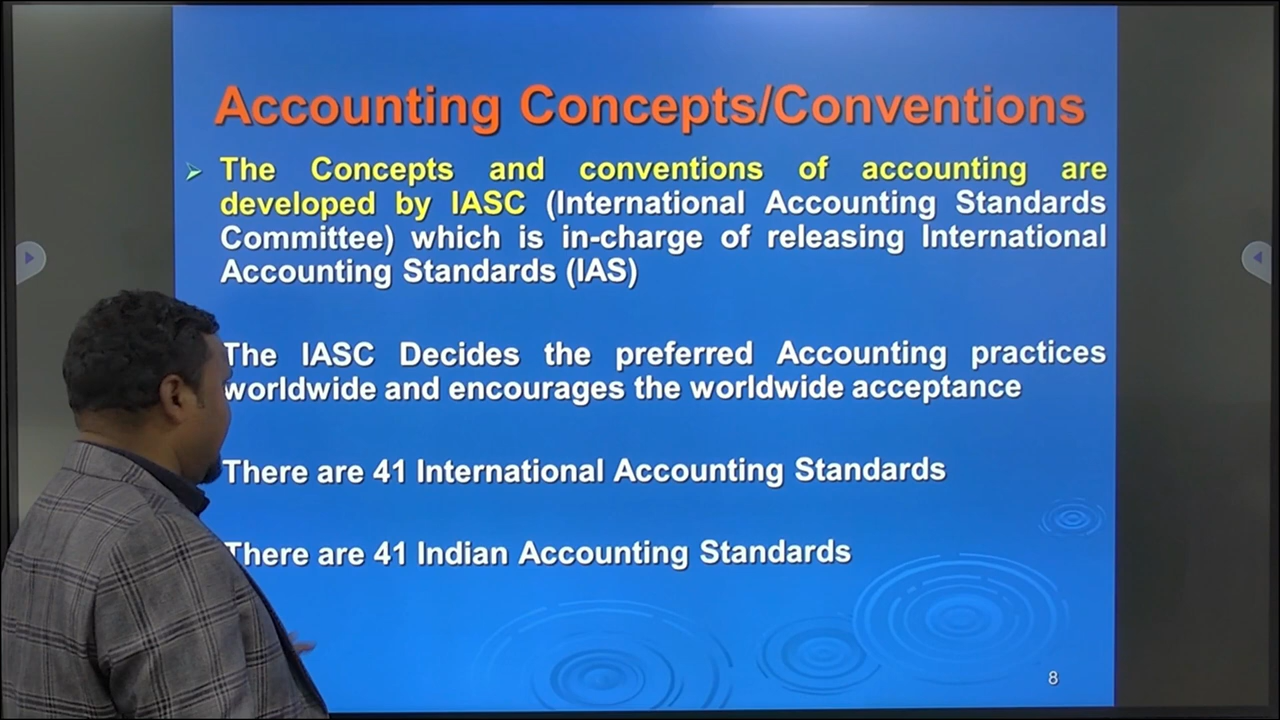 Accounting Concepts/Conventions
The Concepts and conventions of accounting are
developed by IASC (International Accounting Standards
Committee) which is in-charge of releasing International
Accounting Standards (IAS)
The IASC Decides the preferred Accounting practices
worldwide and encourages the worldwide acceptance
There are 41 International Accounting Standards
There are 41 Indian Accounting Standards
8